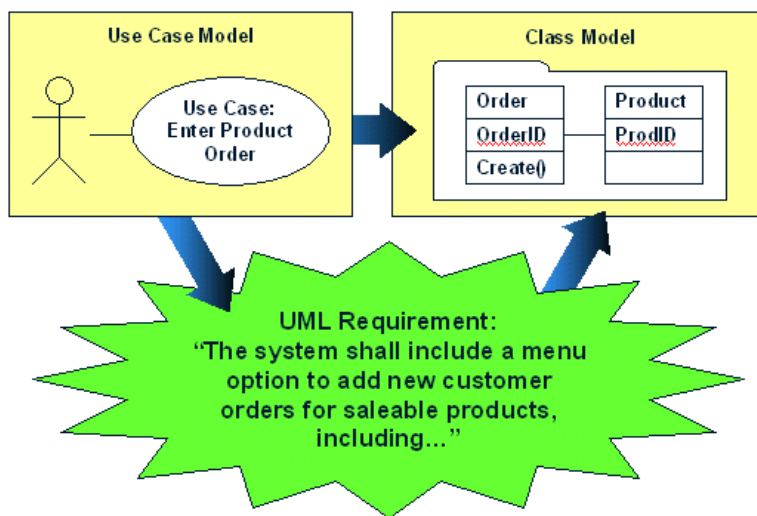 Use Case Model
Use Case:
Enter Product
Order
Class Model
Order
OrderID
Create()
Product
ProdID
UML Requirement:
“The system shall include a menu
option to add new customer
orders for saleable products,
including...”